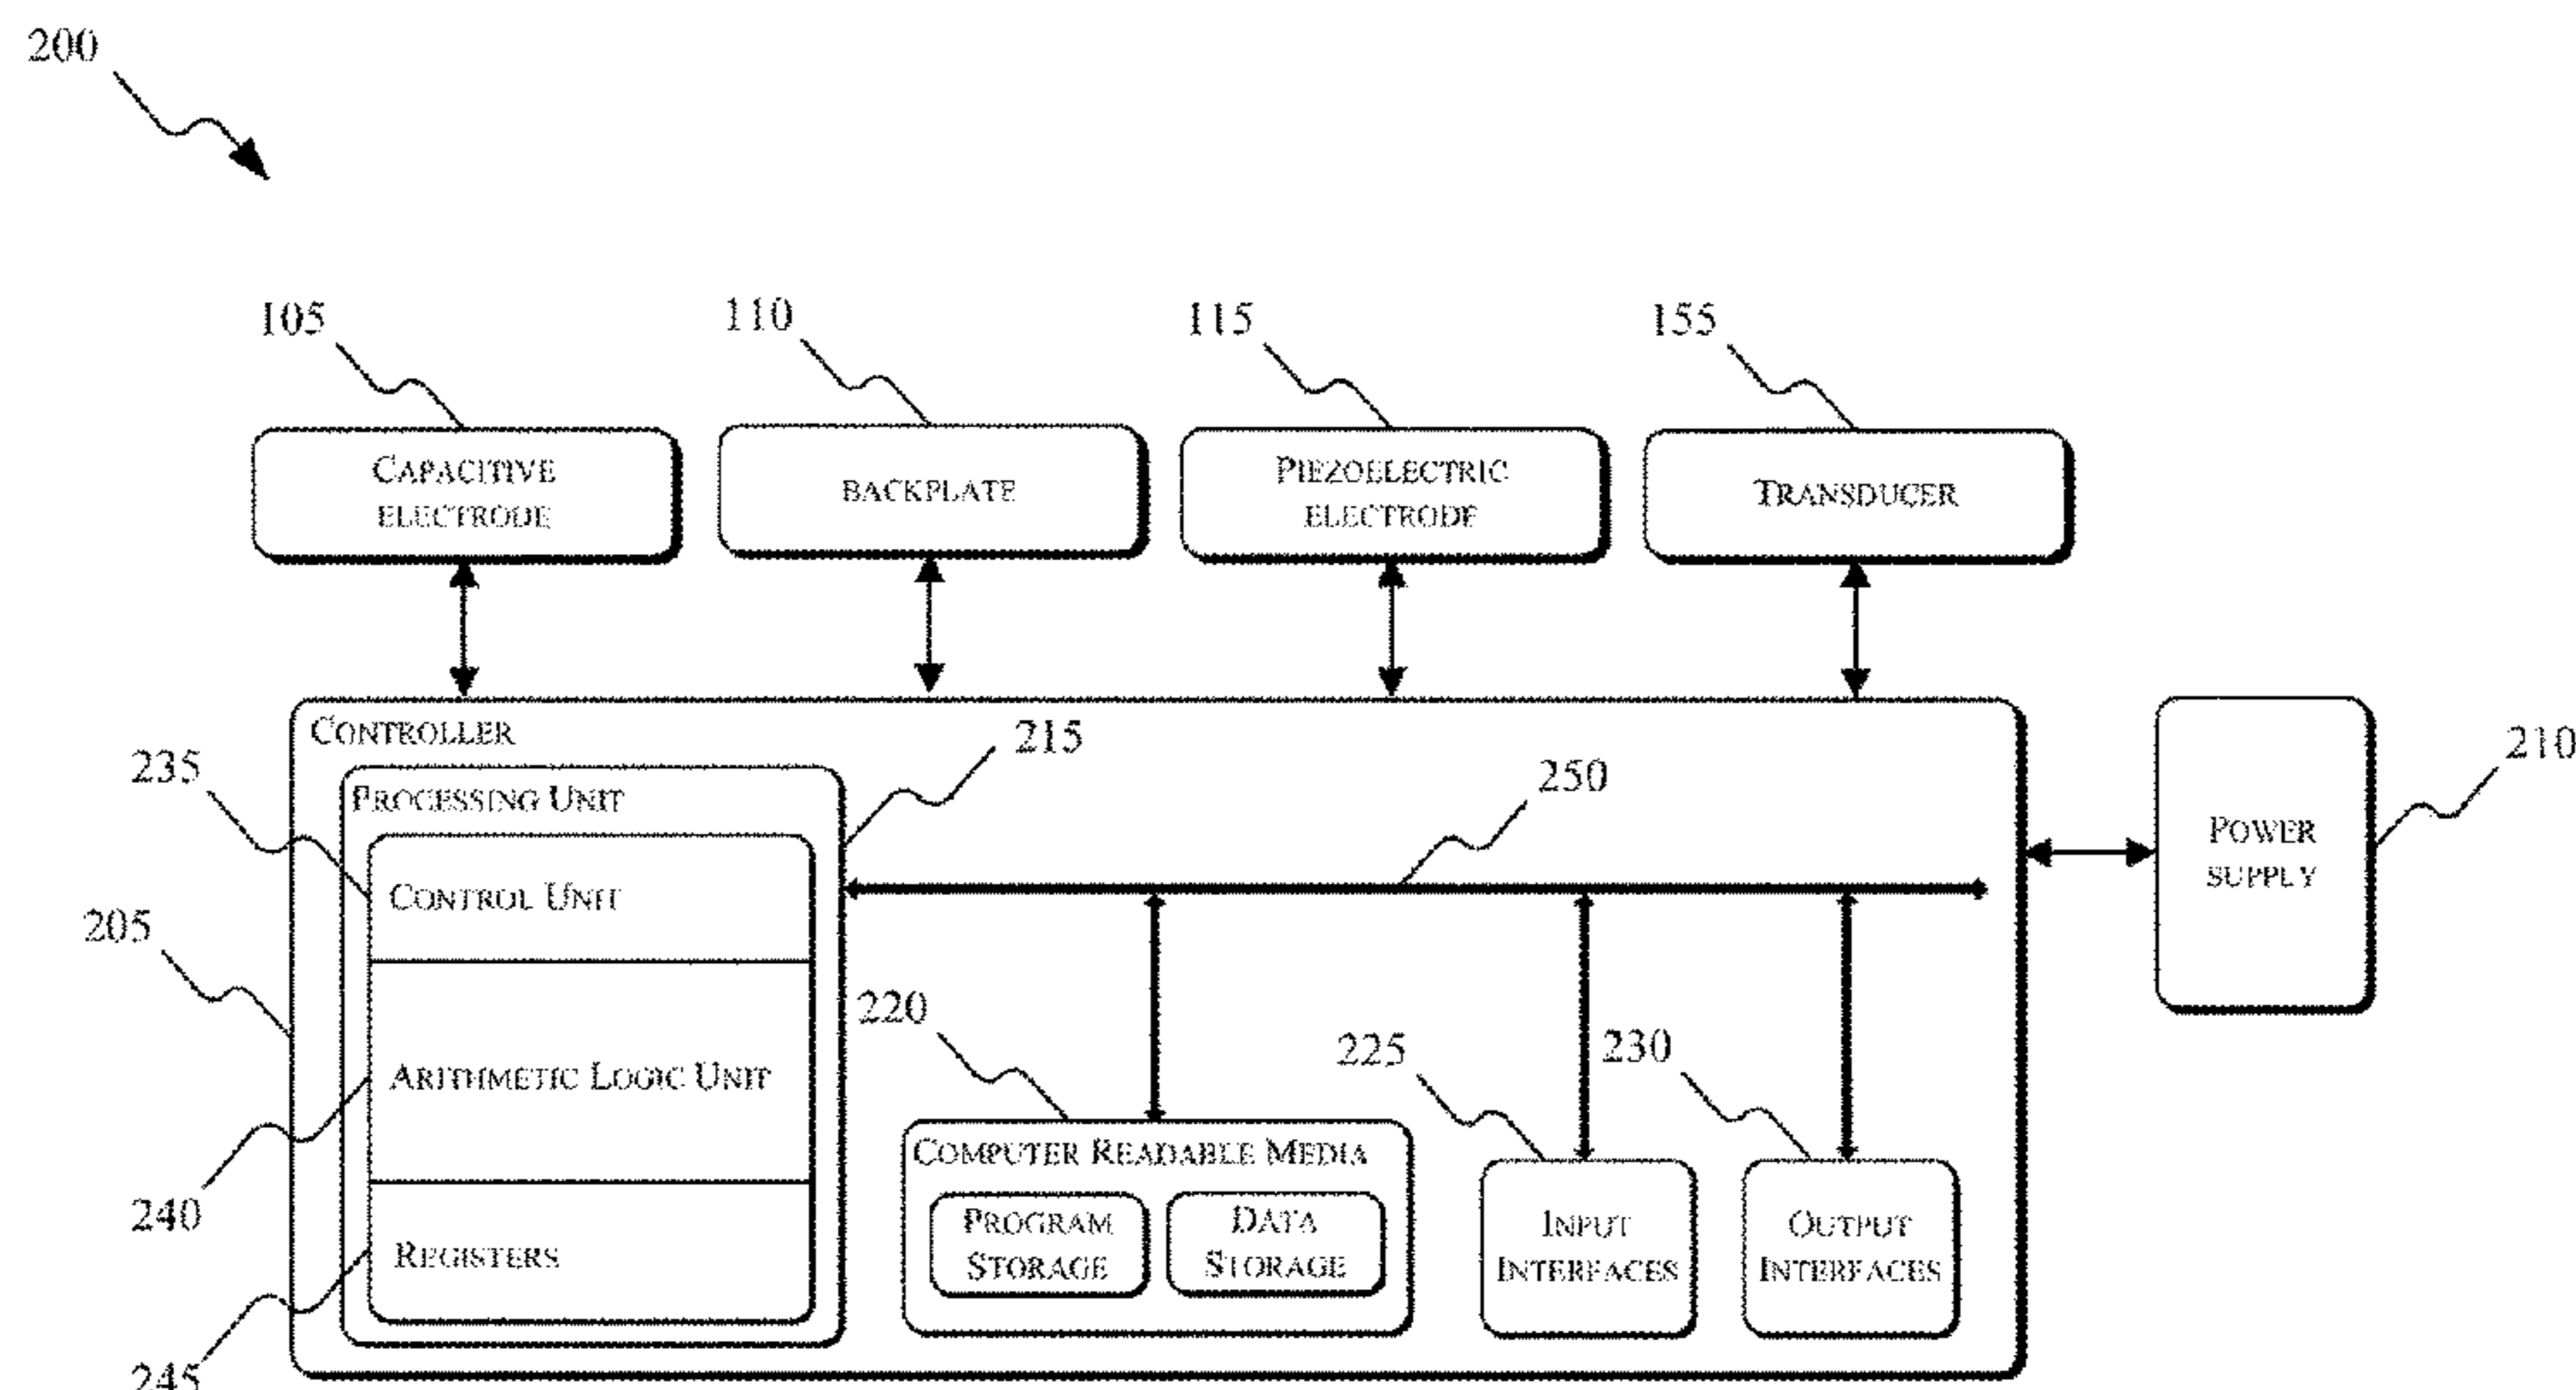 200
105
110
115
155
CAPACITIVE
ELECTRODE
BACKPLATE
PIEZOELECTRIC
ELECTRODE
TRANSDUCER
CONTROLLER
215
210
235
PROCESSING UNIT
250
POWER
SUPPLY
CONTROL UNIT
205
220
225
230
ARITHMETIC LOGIC UNIT
COMPUTER READABLE MEDIA
240
PROGRAM
STORAGE
DATA
STORAGE
INPUT
INTERFACES
OUTPUT
INTERFACES
REGISTERS
245